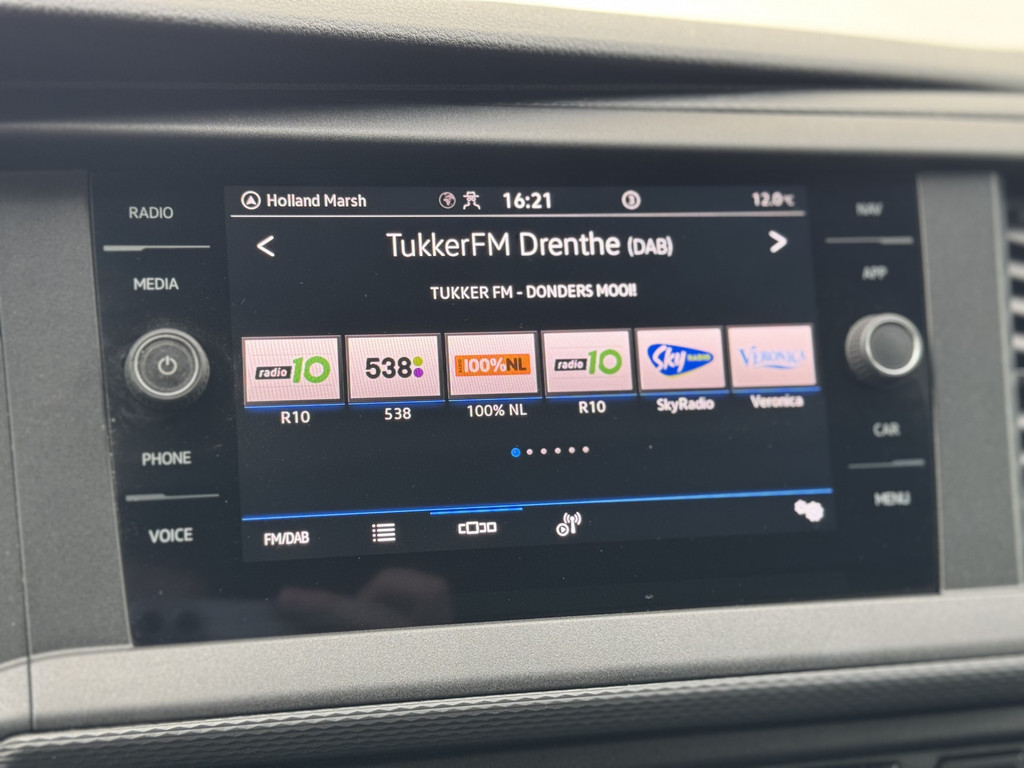 RADIO
MEDIA
PHONE
VOICE
Holland Marsh 16:21 12.0°C
TukkerFM Drenthe (DAB)
TUKKER FM - DONDERS MOOI!
radio 10 538 100%NL radio 10 Sky RADIO VERONICA
R10 538 100% NL R10 SkyRadio Veronica
FM/DAB
NAV
APP
CAR
MENU